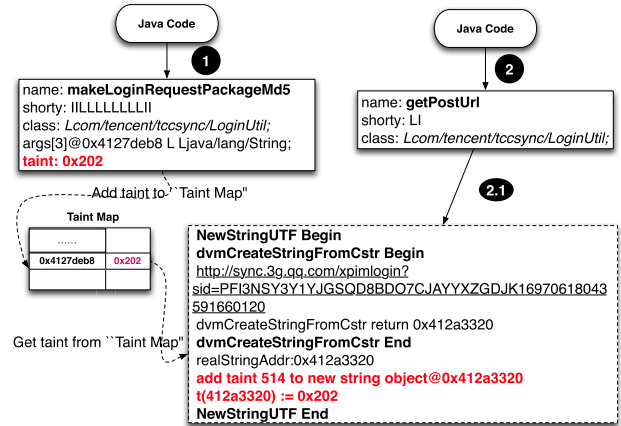 Java Code
1
name: makeLoginRequestPackageMd5
shorty: IILLLLLLLLLII
class: Lcom/tencent/tccsync/LoginUtil;
args[3]@0x4127deb8 L Ljava/lang/String;
taint: 0x202
Add taint to ``Taint Map"
Taint Map
......
0x4127deb8 0x202
Get taint from ``Taint Map"
Java Code
2
name: getPostUrl
shorty: LI
class: Lcom/tencent/tccsync/LoginUtil;
2.1
NewStringUTF Begin
dvmCreateStringFromCstr Begin
http://sync.3g.qq.com/xpimlogin?
sid=PFI3NSY3Y1YJGSQD8BDO7CJAYYXZGDJK16970618043
591660120
dvmCreateStringFromCstr return 0x412a3320
dvmCreateStringFromCstr End
realStringAddr:0x412a3320
add taint 514 to new string object@0x412a3320
t(412a3320) := 0x202
NewStringUTF End